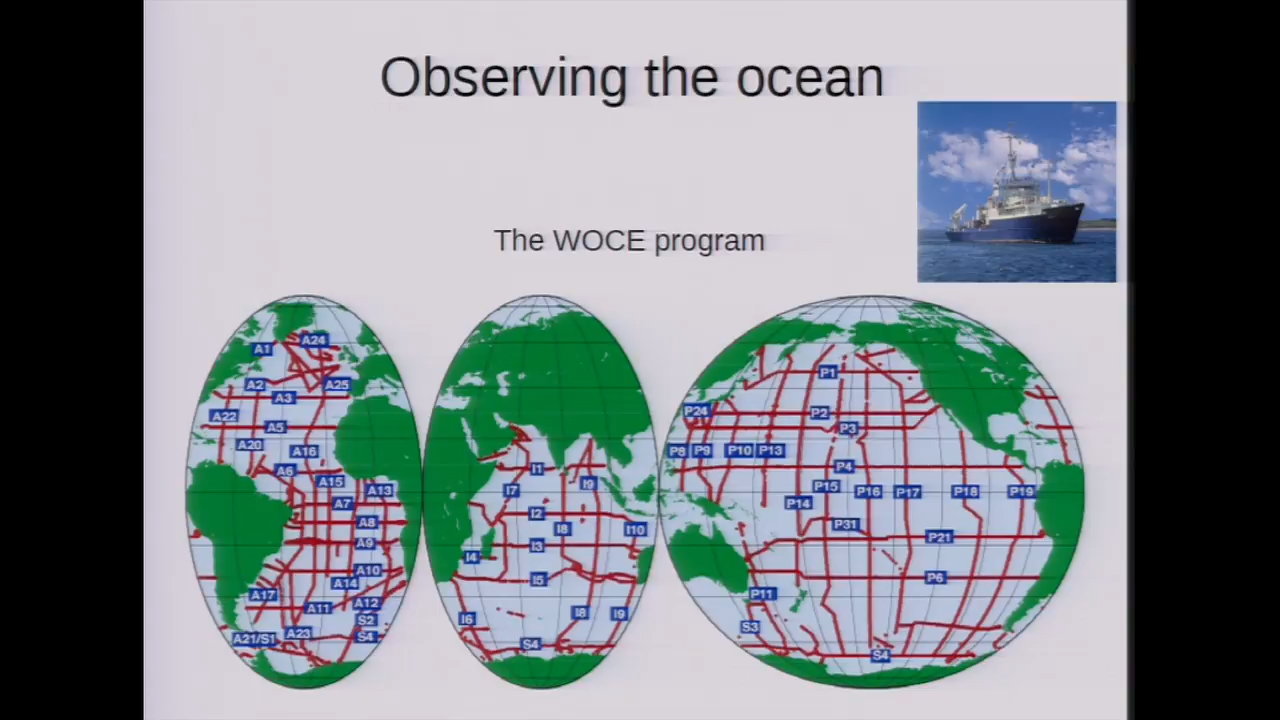 Observing the ocean
The WOCE program
A1
A24
A2
A25
A3
A22
A5
A20
A16
A6
A15
A13
A7
A8
A9
A10
A14
A17
A12
A11
S2
A23
A21/S1
S4
I1
I7
I9
I2
I8
I10
I3
I4
I5
I6
I8
I9
S4
P1
P24
P2
P3
P8
P9
P10
P13
P4
P15
P16
P17
P18
P19
P14
P31
P21
P6
P11
S3
S4